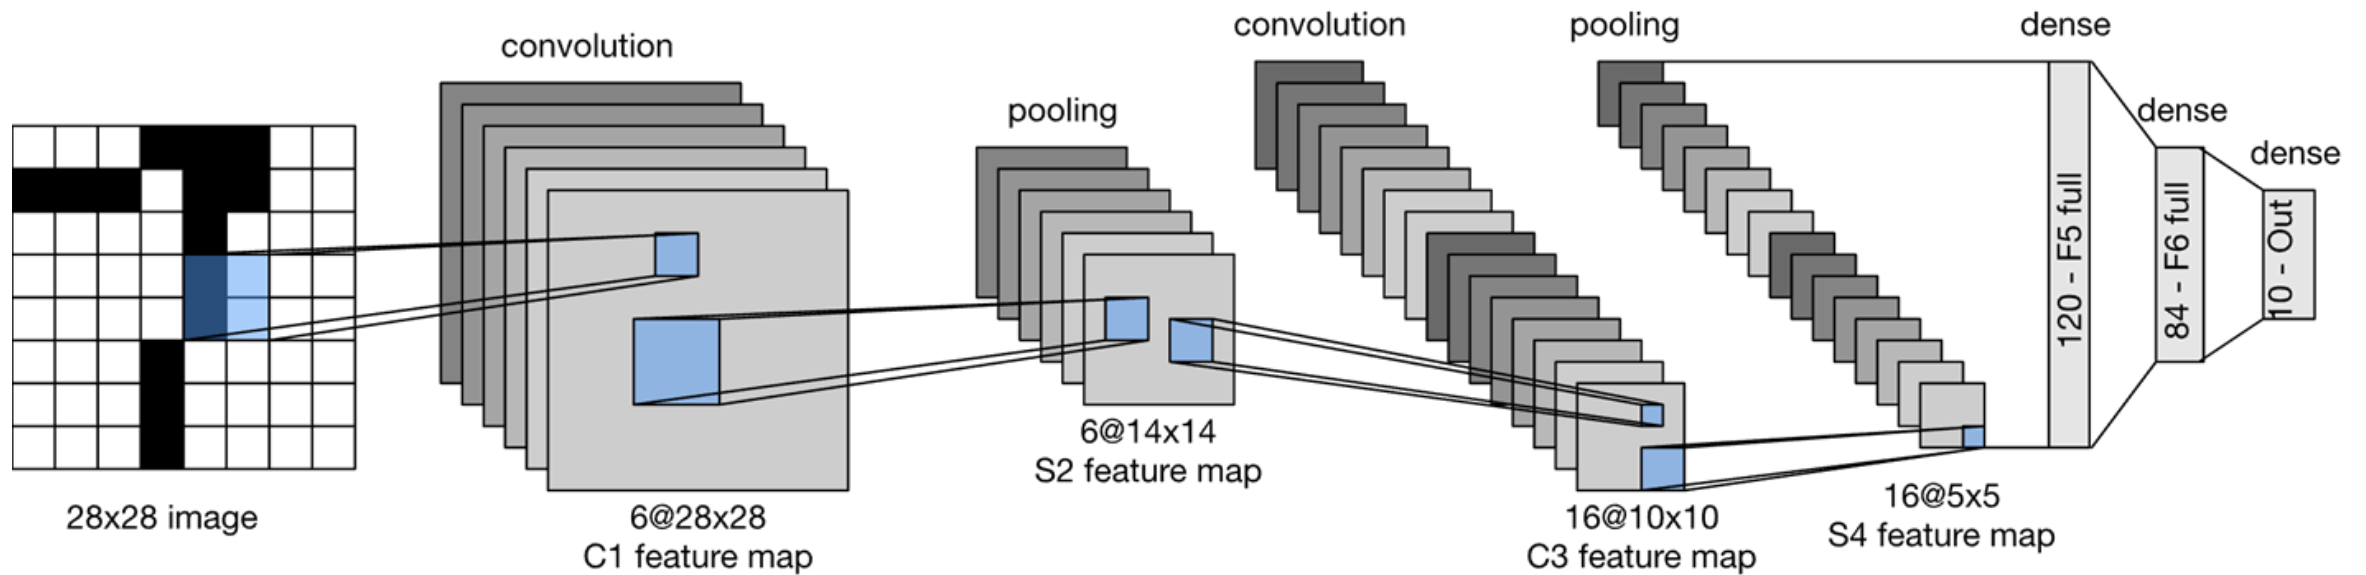 convolution
pooling
convolution
pooling
dense
dense
dense
28x28 image
6@28x28
C1 feature map
6@14x14
S2 feature map
16@10x10
C3 feature map
16@5x5
S4 feature map
120 - F5 full
84 - F6 full
10 - Out